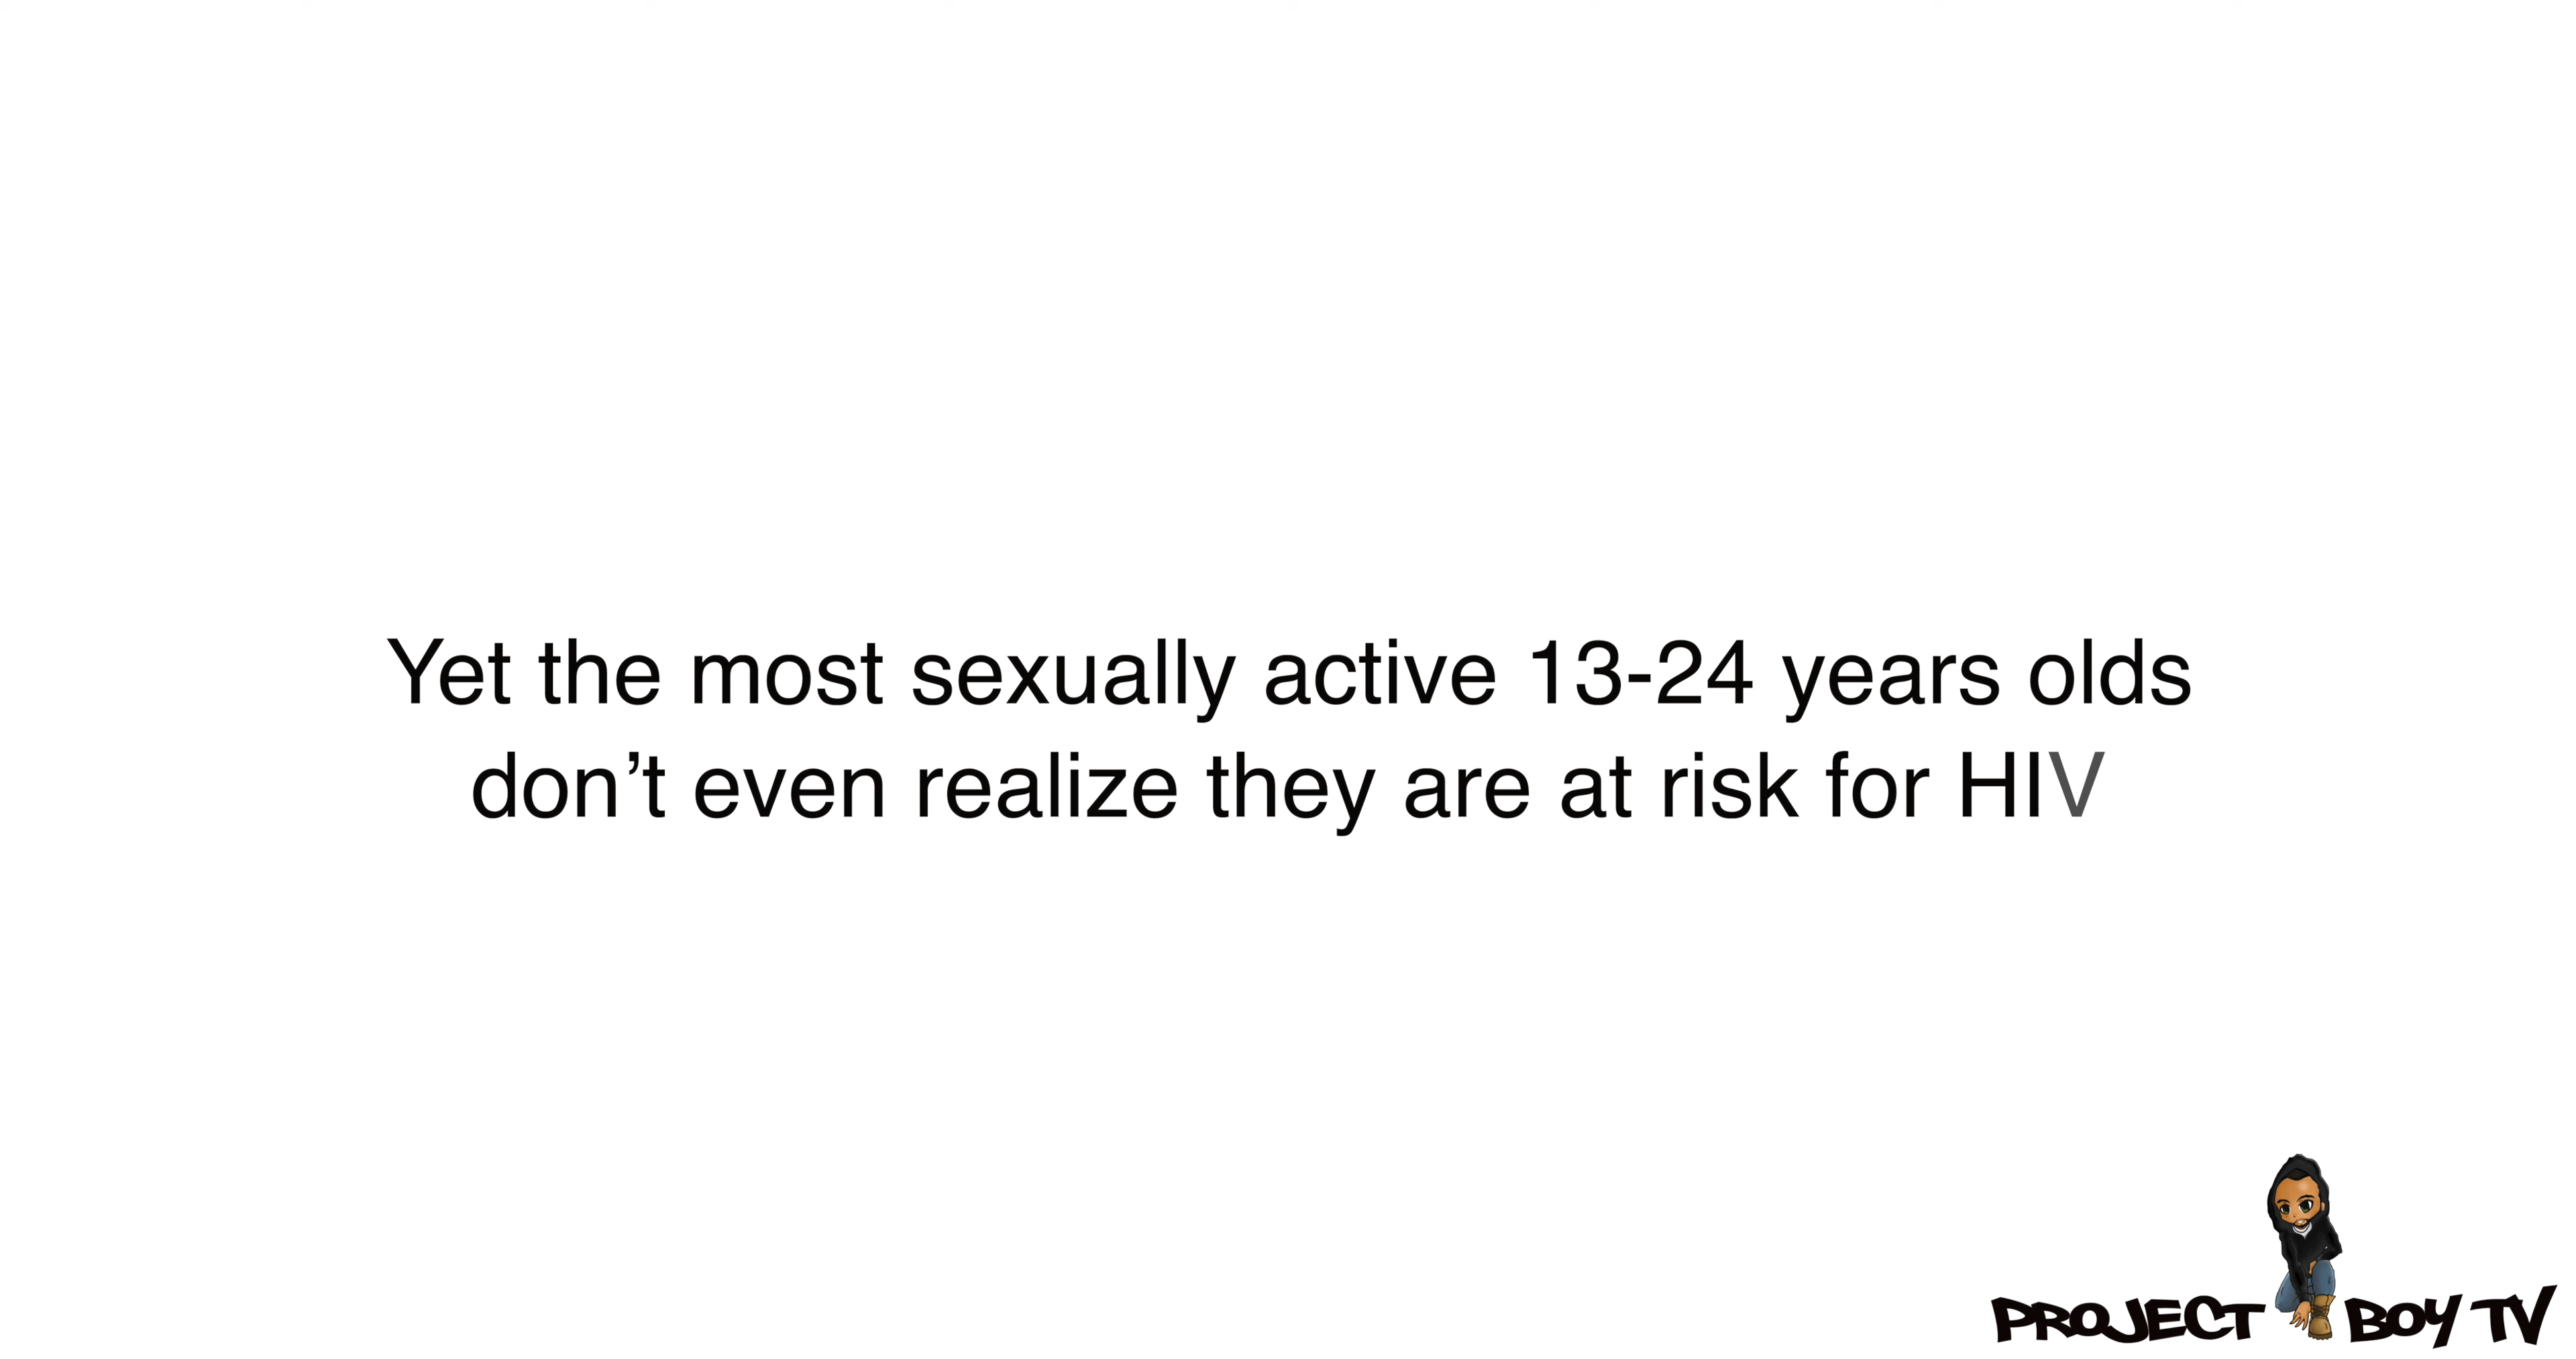 Yet the most sexually active 13-24 years olds
don’t even realize they are at risk for HIV
PROJECT BOY TV